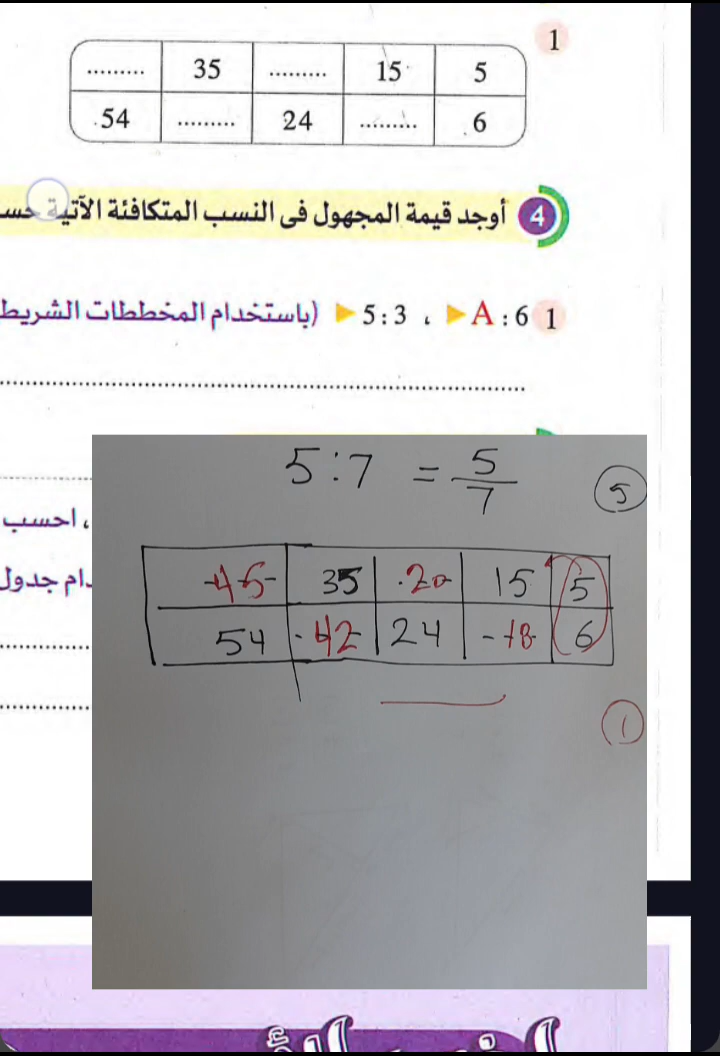 1
5 15 ......... 35 .........
6 ......... 24 ......... 54
4 أوجد قيمة المجهول فى النسب المتكافئة الآتية
1 A : 6 ، 5 : 3 (باستخدام المخططات
......................................................
5 : 7 = 5/7
5
، احسب
5 15 20 35 45
دام جدول
6 18 24 42 54
1